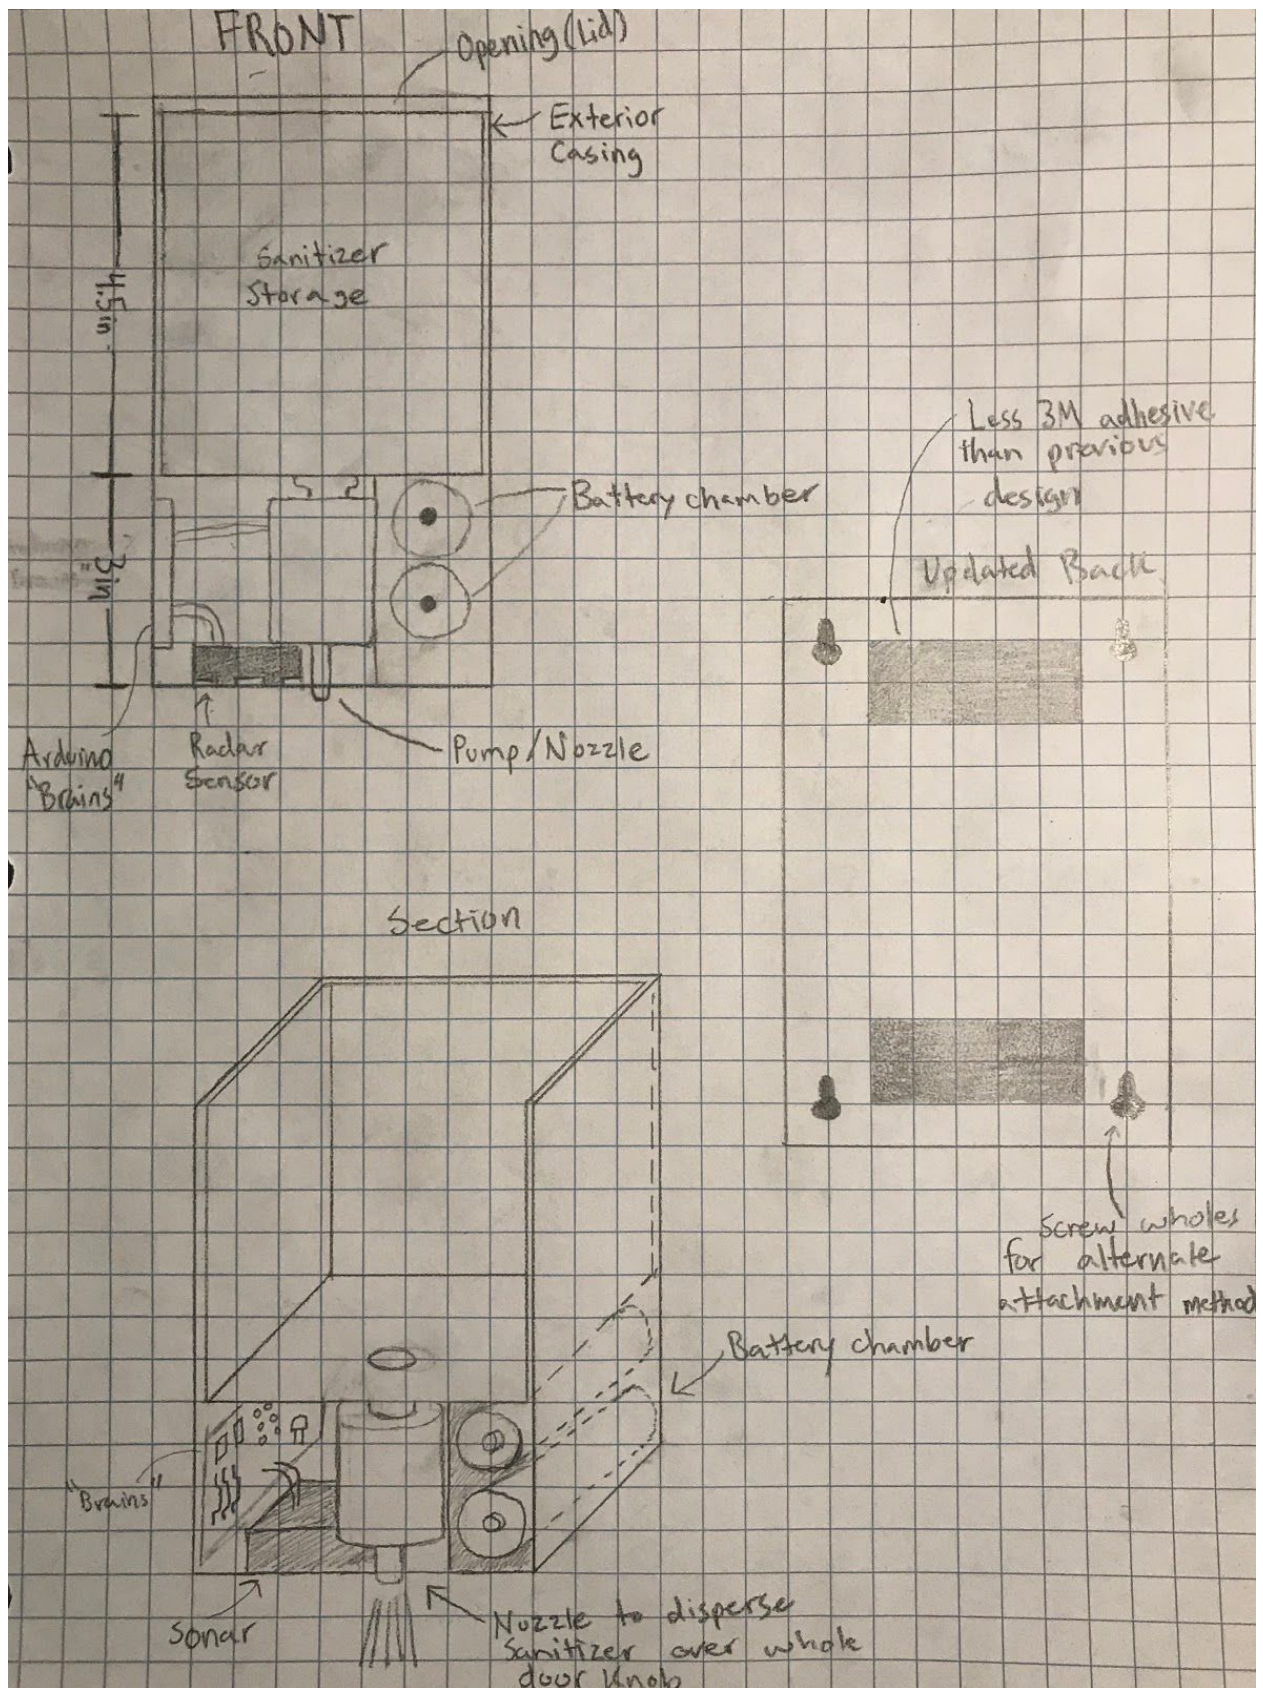 FRONT
Opening (Lid)
Exterior
Casing
Sanitizer
Storage
4.5in
Less 3M adhesive
than previous
design
Battery chamber
3in
Updated Back
Arduino
"Brains"
Radar
Sensor
Pump/Nozzle
Section
Screw wholes
for alternate
attachment method
Battery chamber
"Brains"
Sonar
Nozzle to disperse
Sanitizer over whole
door knob